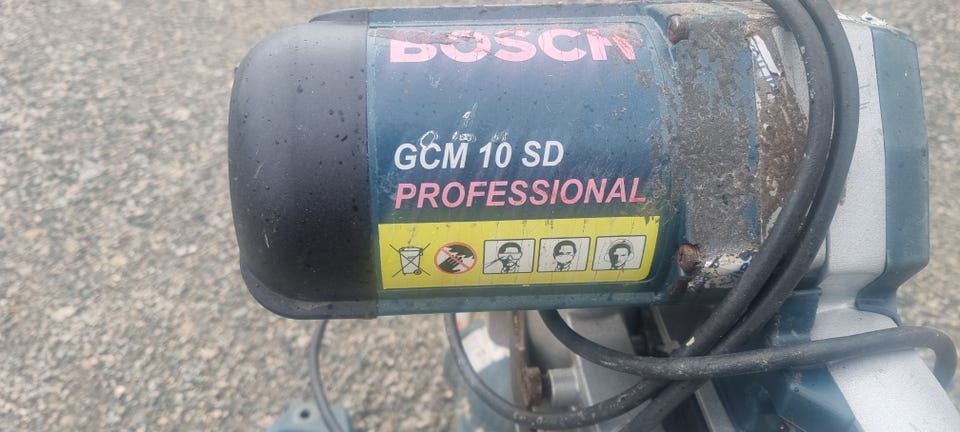 BOSCH
GCM 10 SD
PROFESSIONAL